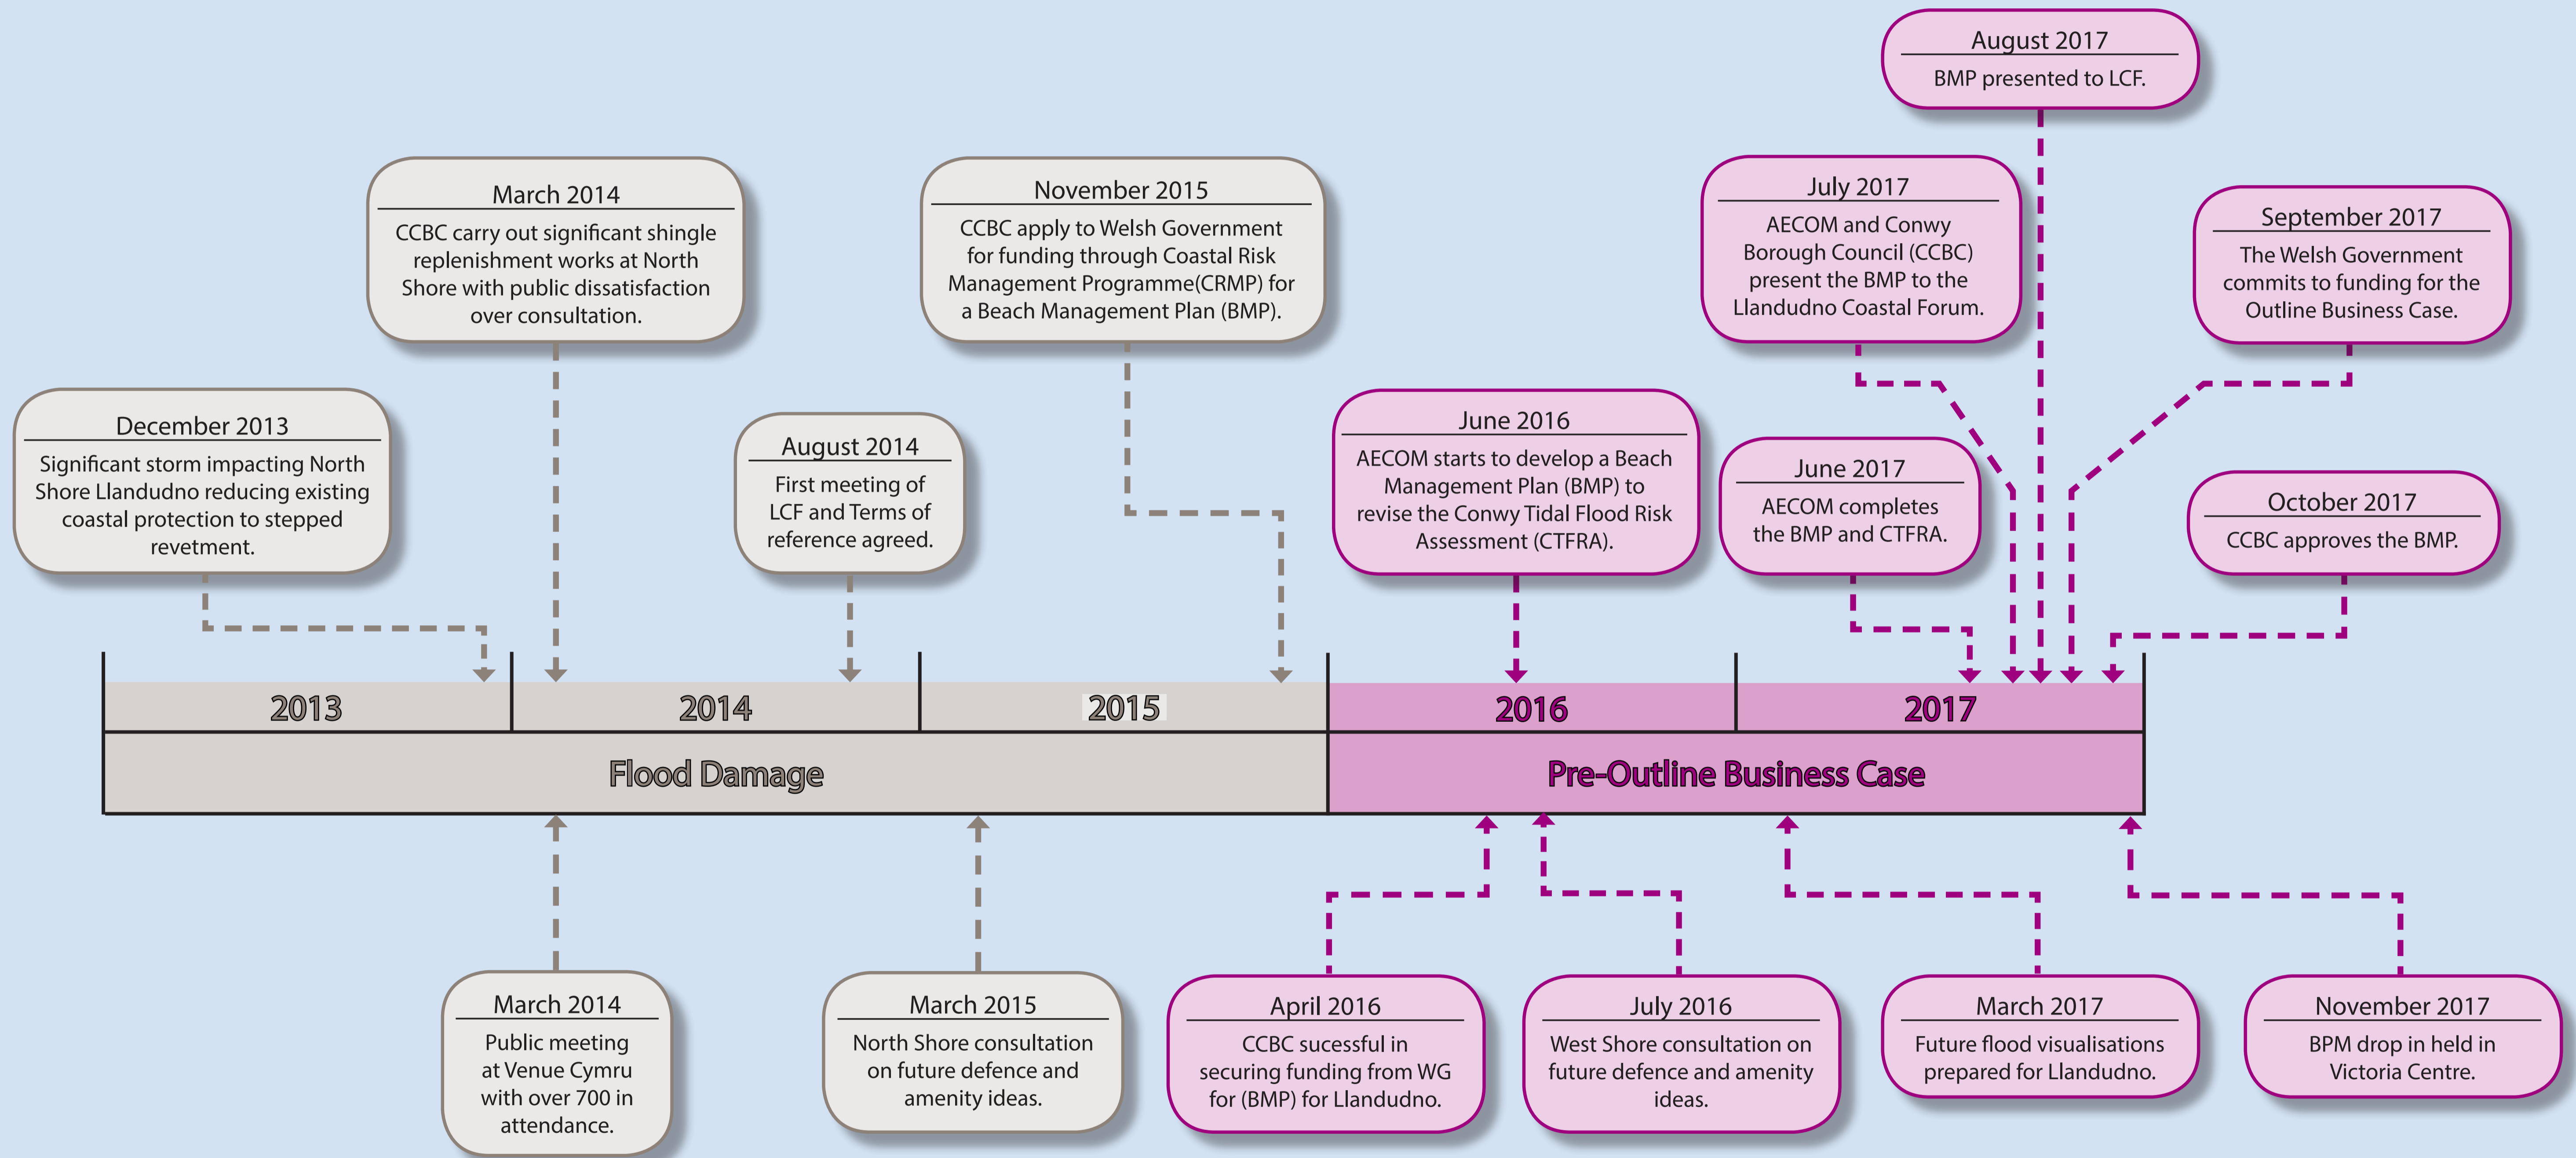 August 2017
BMP presented to LCF.
March 2014
CCBC carry out significant shingle
replenishment works at North
Shore with public dissatisfaction
over consultation.
November 2015
CCBC apply to Welsh Government
for funding through Coastal Risk
Management Programme(CRMP) for
a Beach Management Plan (BMP).
July 2017
AECOM and Conwy
Borough Council (CCBC)
present the BMP to the
Llandudno Coastal Forum.
September 2017
The Welsh Government
commits to funding for the
Outline Business Case.
December 2013
Significant storm impacting North
Shore Llandudno reducing existing
coastal protection to stepped
revetment.
August 2014
First meeting of
LCF and Terms of
reference agreed.
June 2016
AECOM starts to develop a Beach
Management Plan (BMP) to
revise the Conwy Tidal Flood Risk
Assessment (CTFRA).
June 2017
AECOM completes
the BMP and CTFRA.
October 2017
CCBC approves the BMP.
2013
2014
2015
2016
2017
Flood Damage
Pre-Outline Business Case
March 2014
Public meeting
at Venue Cymru
with over 700 in
attendance.
March 2015
North Shore consultation
on future defence and
amenity ideas.
April 2016
CCBC sucessful in
securing funding from WG
for (BMP) for Llandudno.
July 2016
West Shore consultation on
future defence and amenity
ideas.
March 2017
Future flood visualisations
prepared for Llandudno.
November 2017
BPM drop in held in
Victoria Centre.